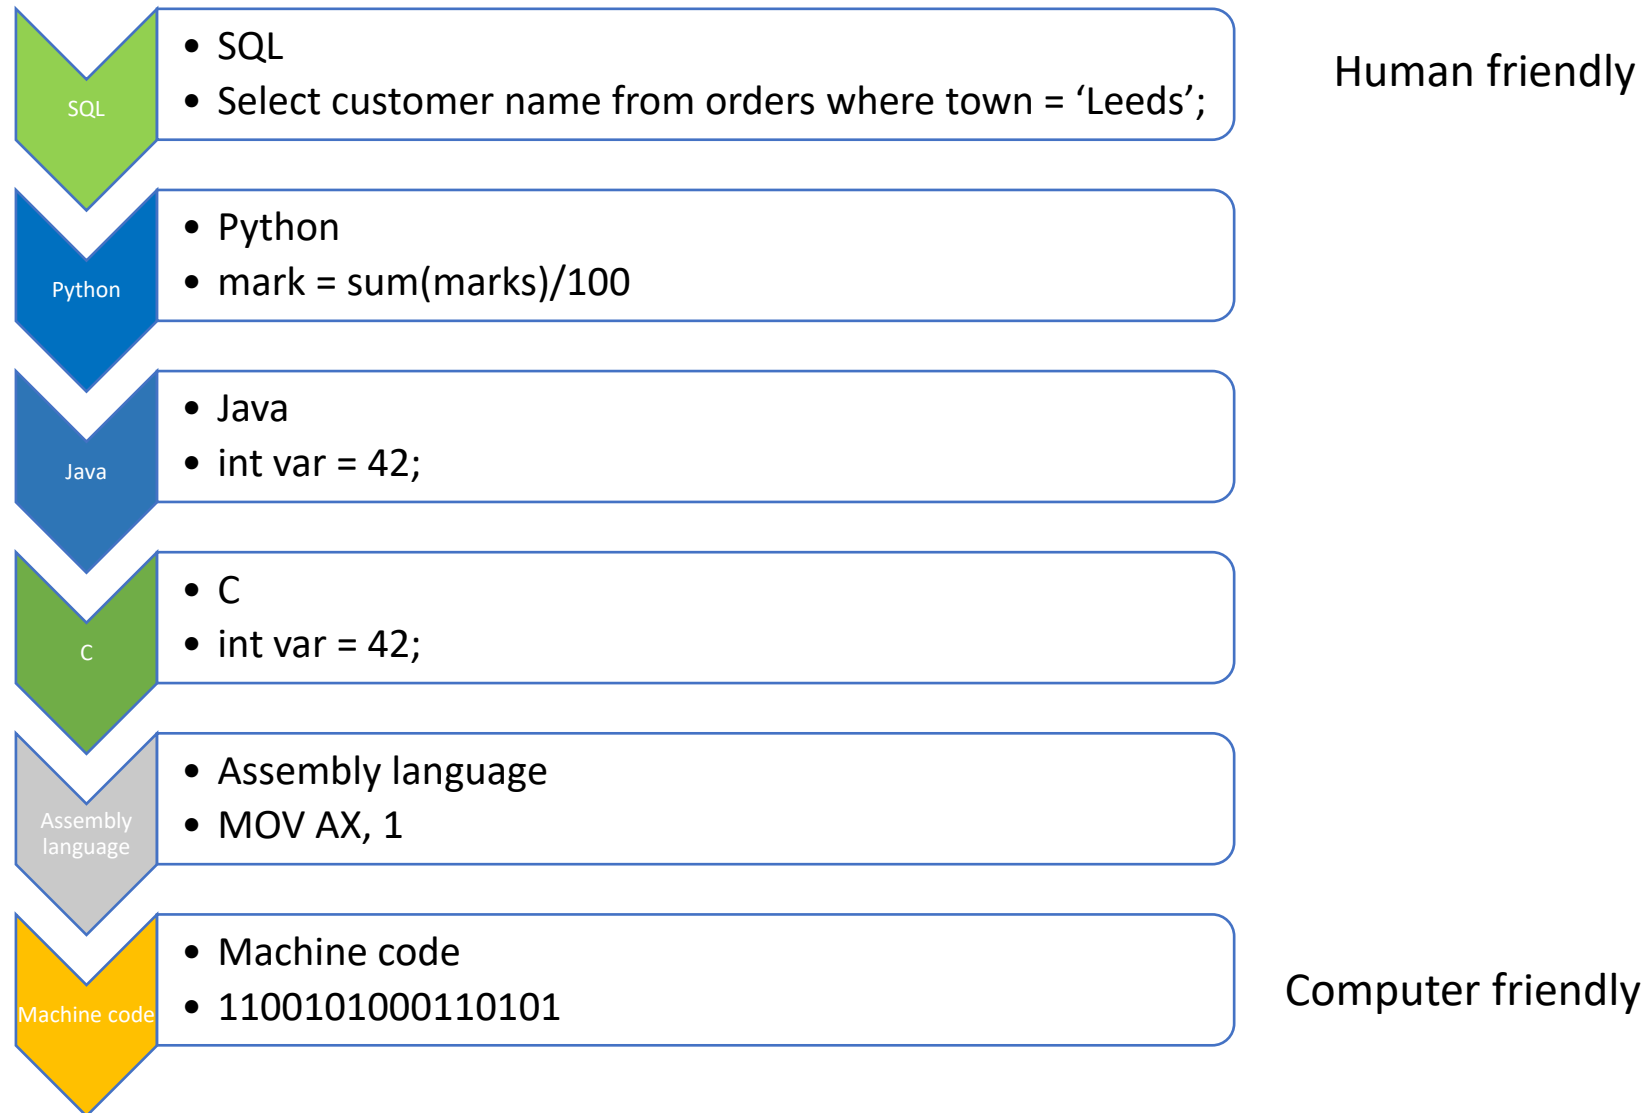 SQL
• SQL
• Select customer name from orders where town = ‘Leeds’;
Human friendly
Python
• Python
• mark = sum(marks)/100
Java
• Java
• int var = 42;
C
• C
• int var = 42;
Assembly
language
• Assembly language
• MOV AX, 1
Machine code
• Machine code
• 1100101000110101
Computer friendly